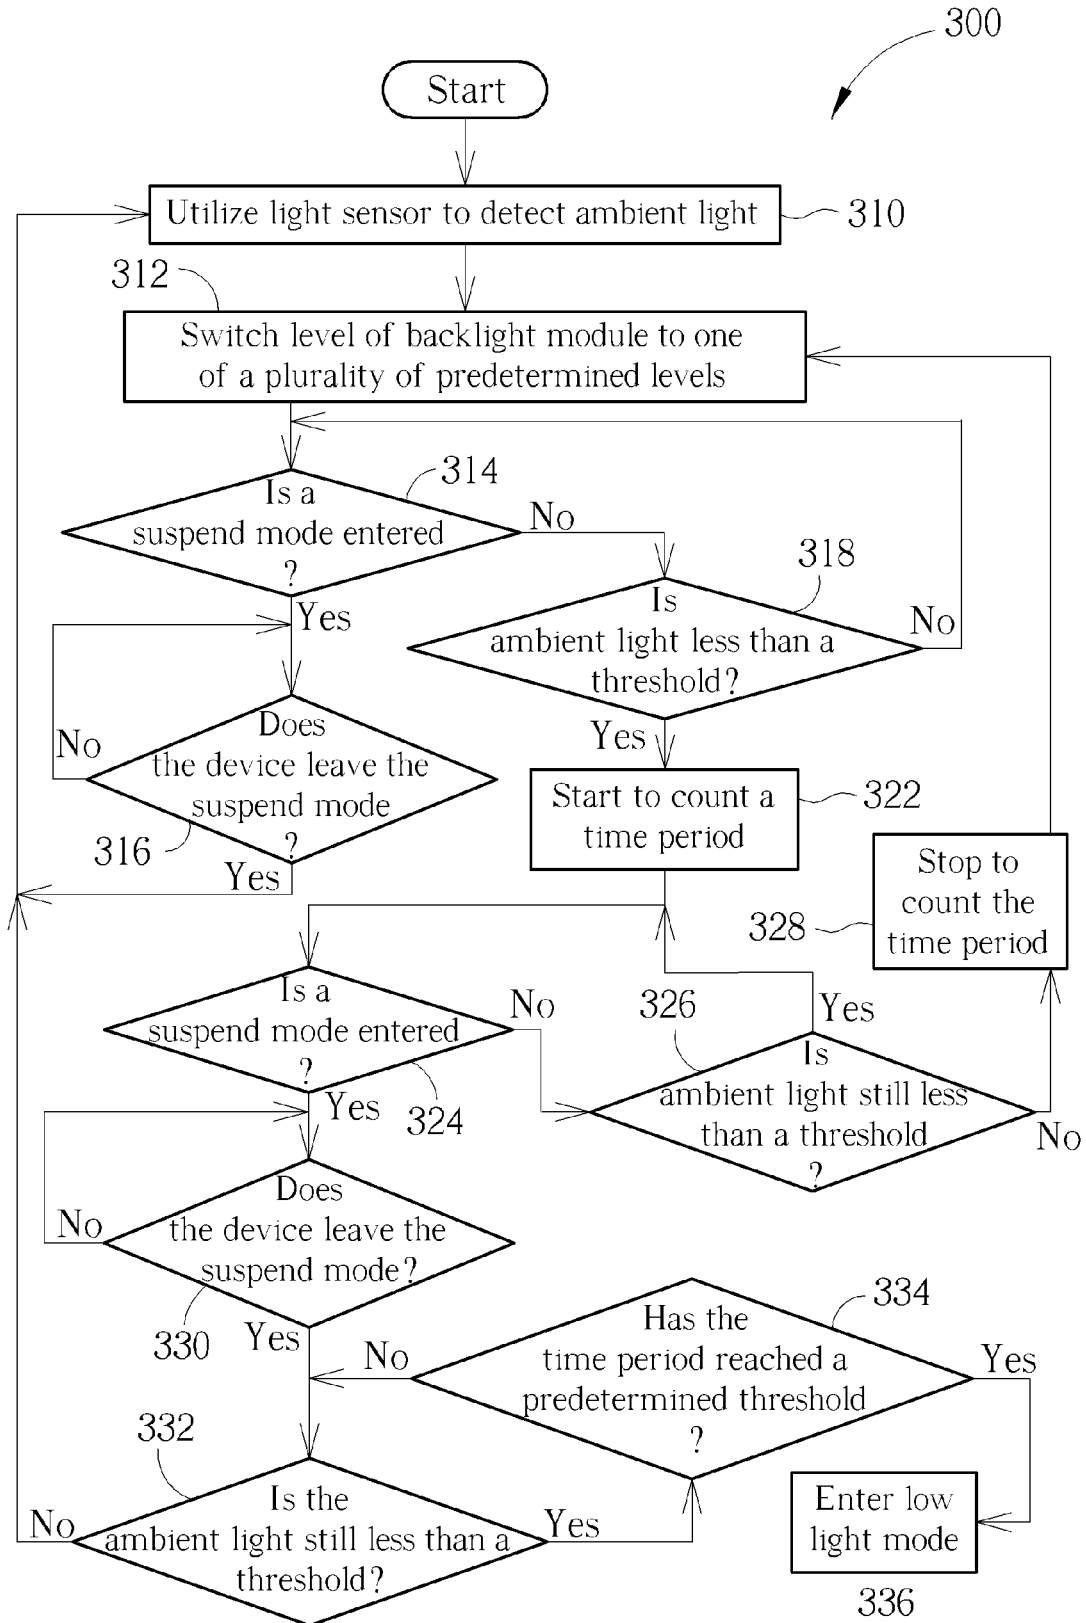 300
Start
Utilize light sensor to detect ambient light
310
312
Switch level of backlight module to one
of a plurality of predetermined levels
314
Is a
suspend mode entered
?
No
Yes
318
Is
ambient light less than a
threshold?
No
Yes
Does
the device leave the
suspend mode
?
No
316
Yes
Start to count a
time period
322
Stop to
count the
time period
328
Is a
suspend mode entered
?
No
324
Yes
326
Yes
Is
ambient light still less
than a threshold
?
No
Does
the device leave the
suspend mode?
No
330
Yes
334
Has the
time period reached a
predetermined threshold
?
No
Yes
332
Is the
ambient light still less than a
threshold?
No
Yes
Enter low
light mode
336